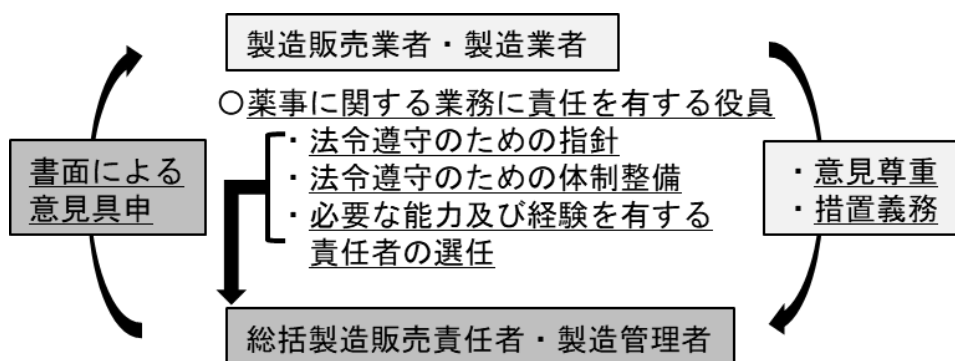 製造販売業者・製造業者
○薬事に関する業務に責任を有する役員
・法令遵守のための指針
・法令遵守のための体制整備
・必要な能力及び経験を有する
責任者の選任
書面による
意見具申
・意見尊重
・措置義務
総括製造販売責任者・製造管理者